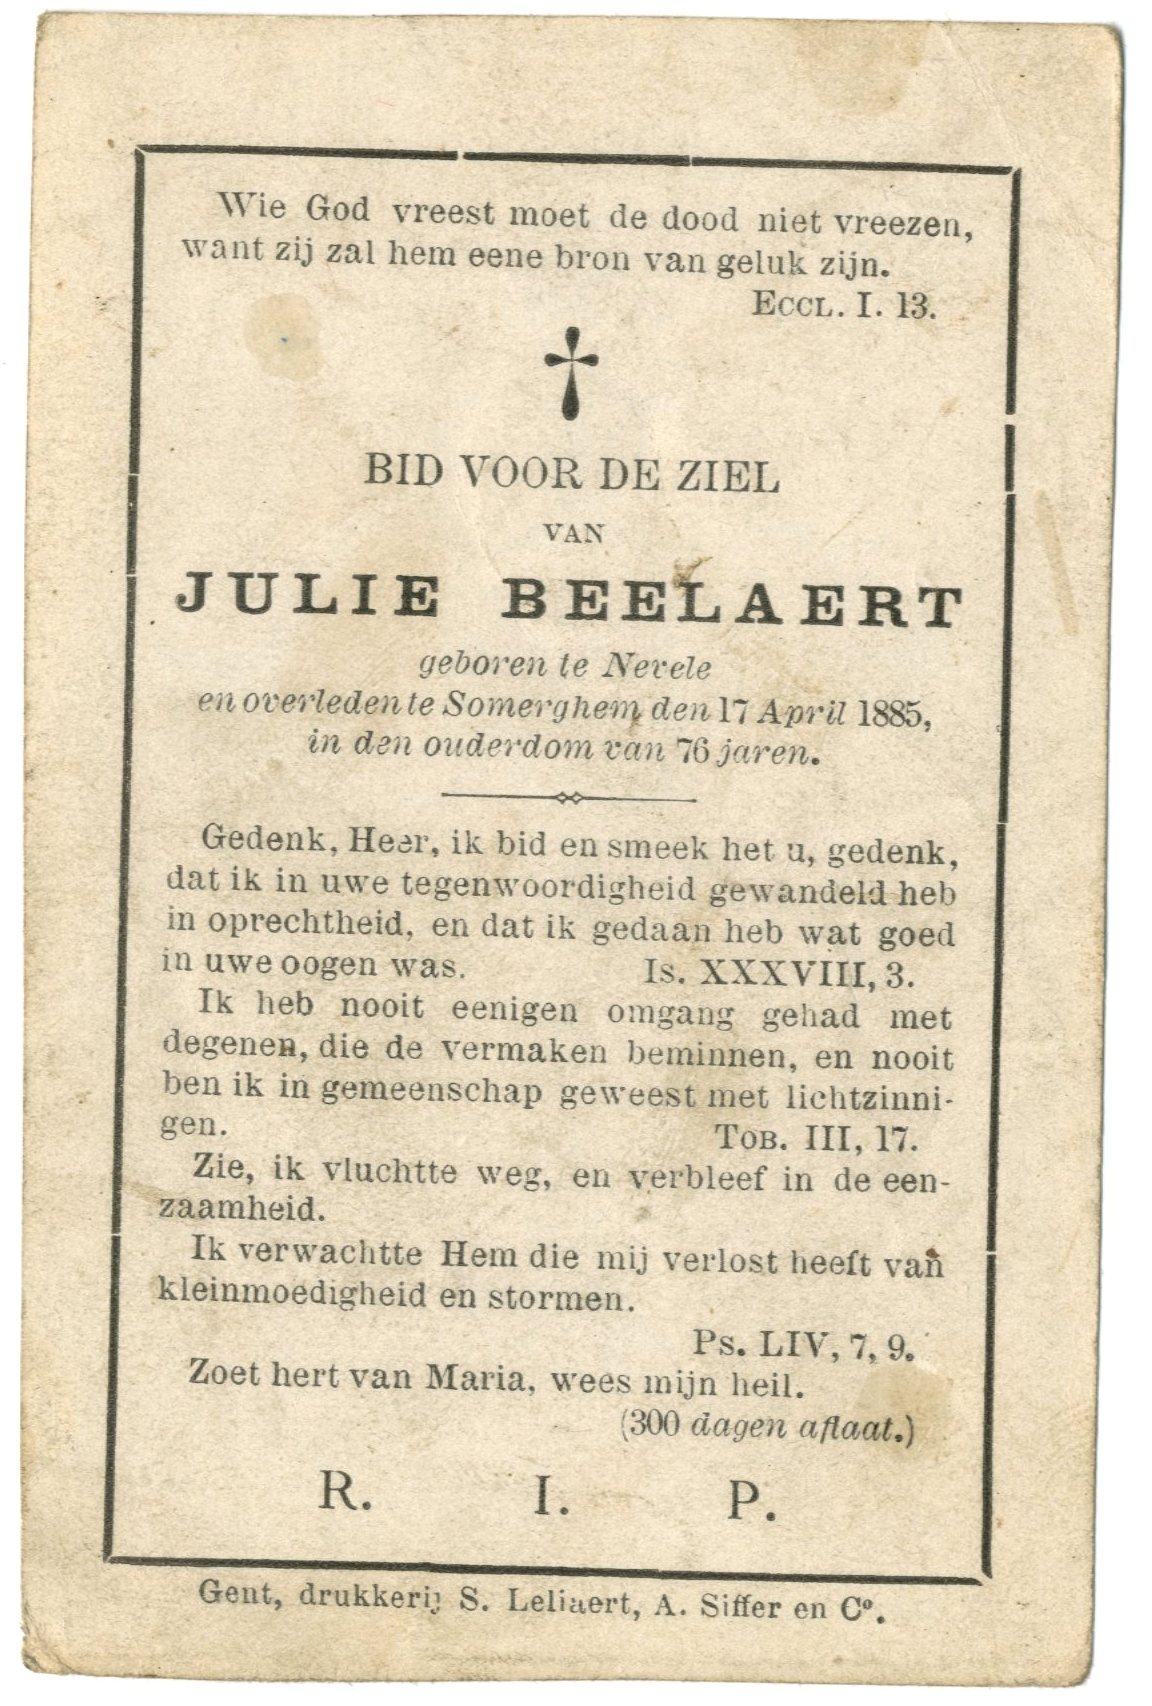 Wie God vreest moet de dood niet vreezen,
want zij zal hem eene bron van geluk zijn.
ECCL. I. 13.
BID VOOR DE ZIEL
VAN
JULIE BEELAERT
geboren te Nevele
en overleden te Somerghem den 17 April 1885,
in den ouderdom van 76 jaren.
Gedenk, Heer, ik bid en smeek het u, gedenk,
dat ik in uwe tegenwoordigheid gewandeld heb
in oprechtheid, en dat ik gedaan heb wat goed
in uwe oogen was. Is. XXXVIII, 3.
Ik heb nooit eenigen omgang gehad met
degenen, die de vermaken beminnen, en nooit
ben ik in gemeenschap geweest met lichtzinni-
gen. TOB. III, 17.
Zie, ik vluchtte weg, en verbleef in de een-
zaamheid.
Ik verwachtte Hem die mij verlost heeft van
kleinmoedigheid en stormen.
Ps. LIV, 7, 9.
Zoet hert van Maria, wees mijn heil.
(300 dagen aflaat.)
R. I. P.
Gent, drukkerij S. Leliaert, A. Siffer en Cº.